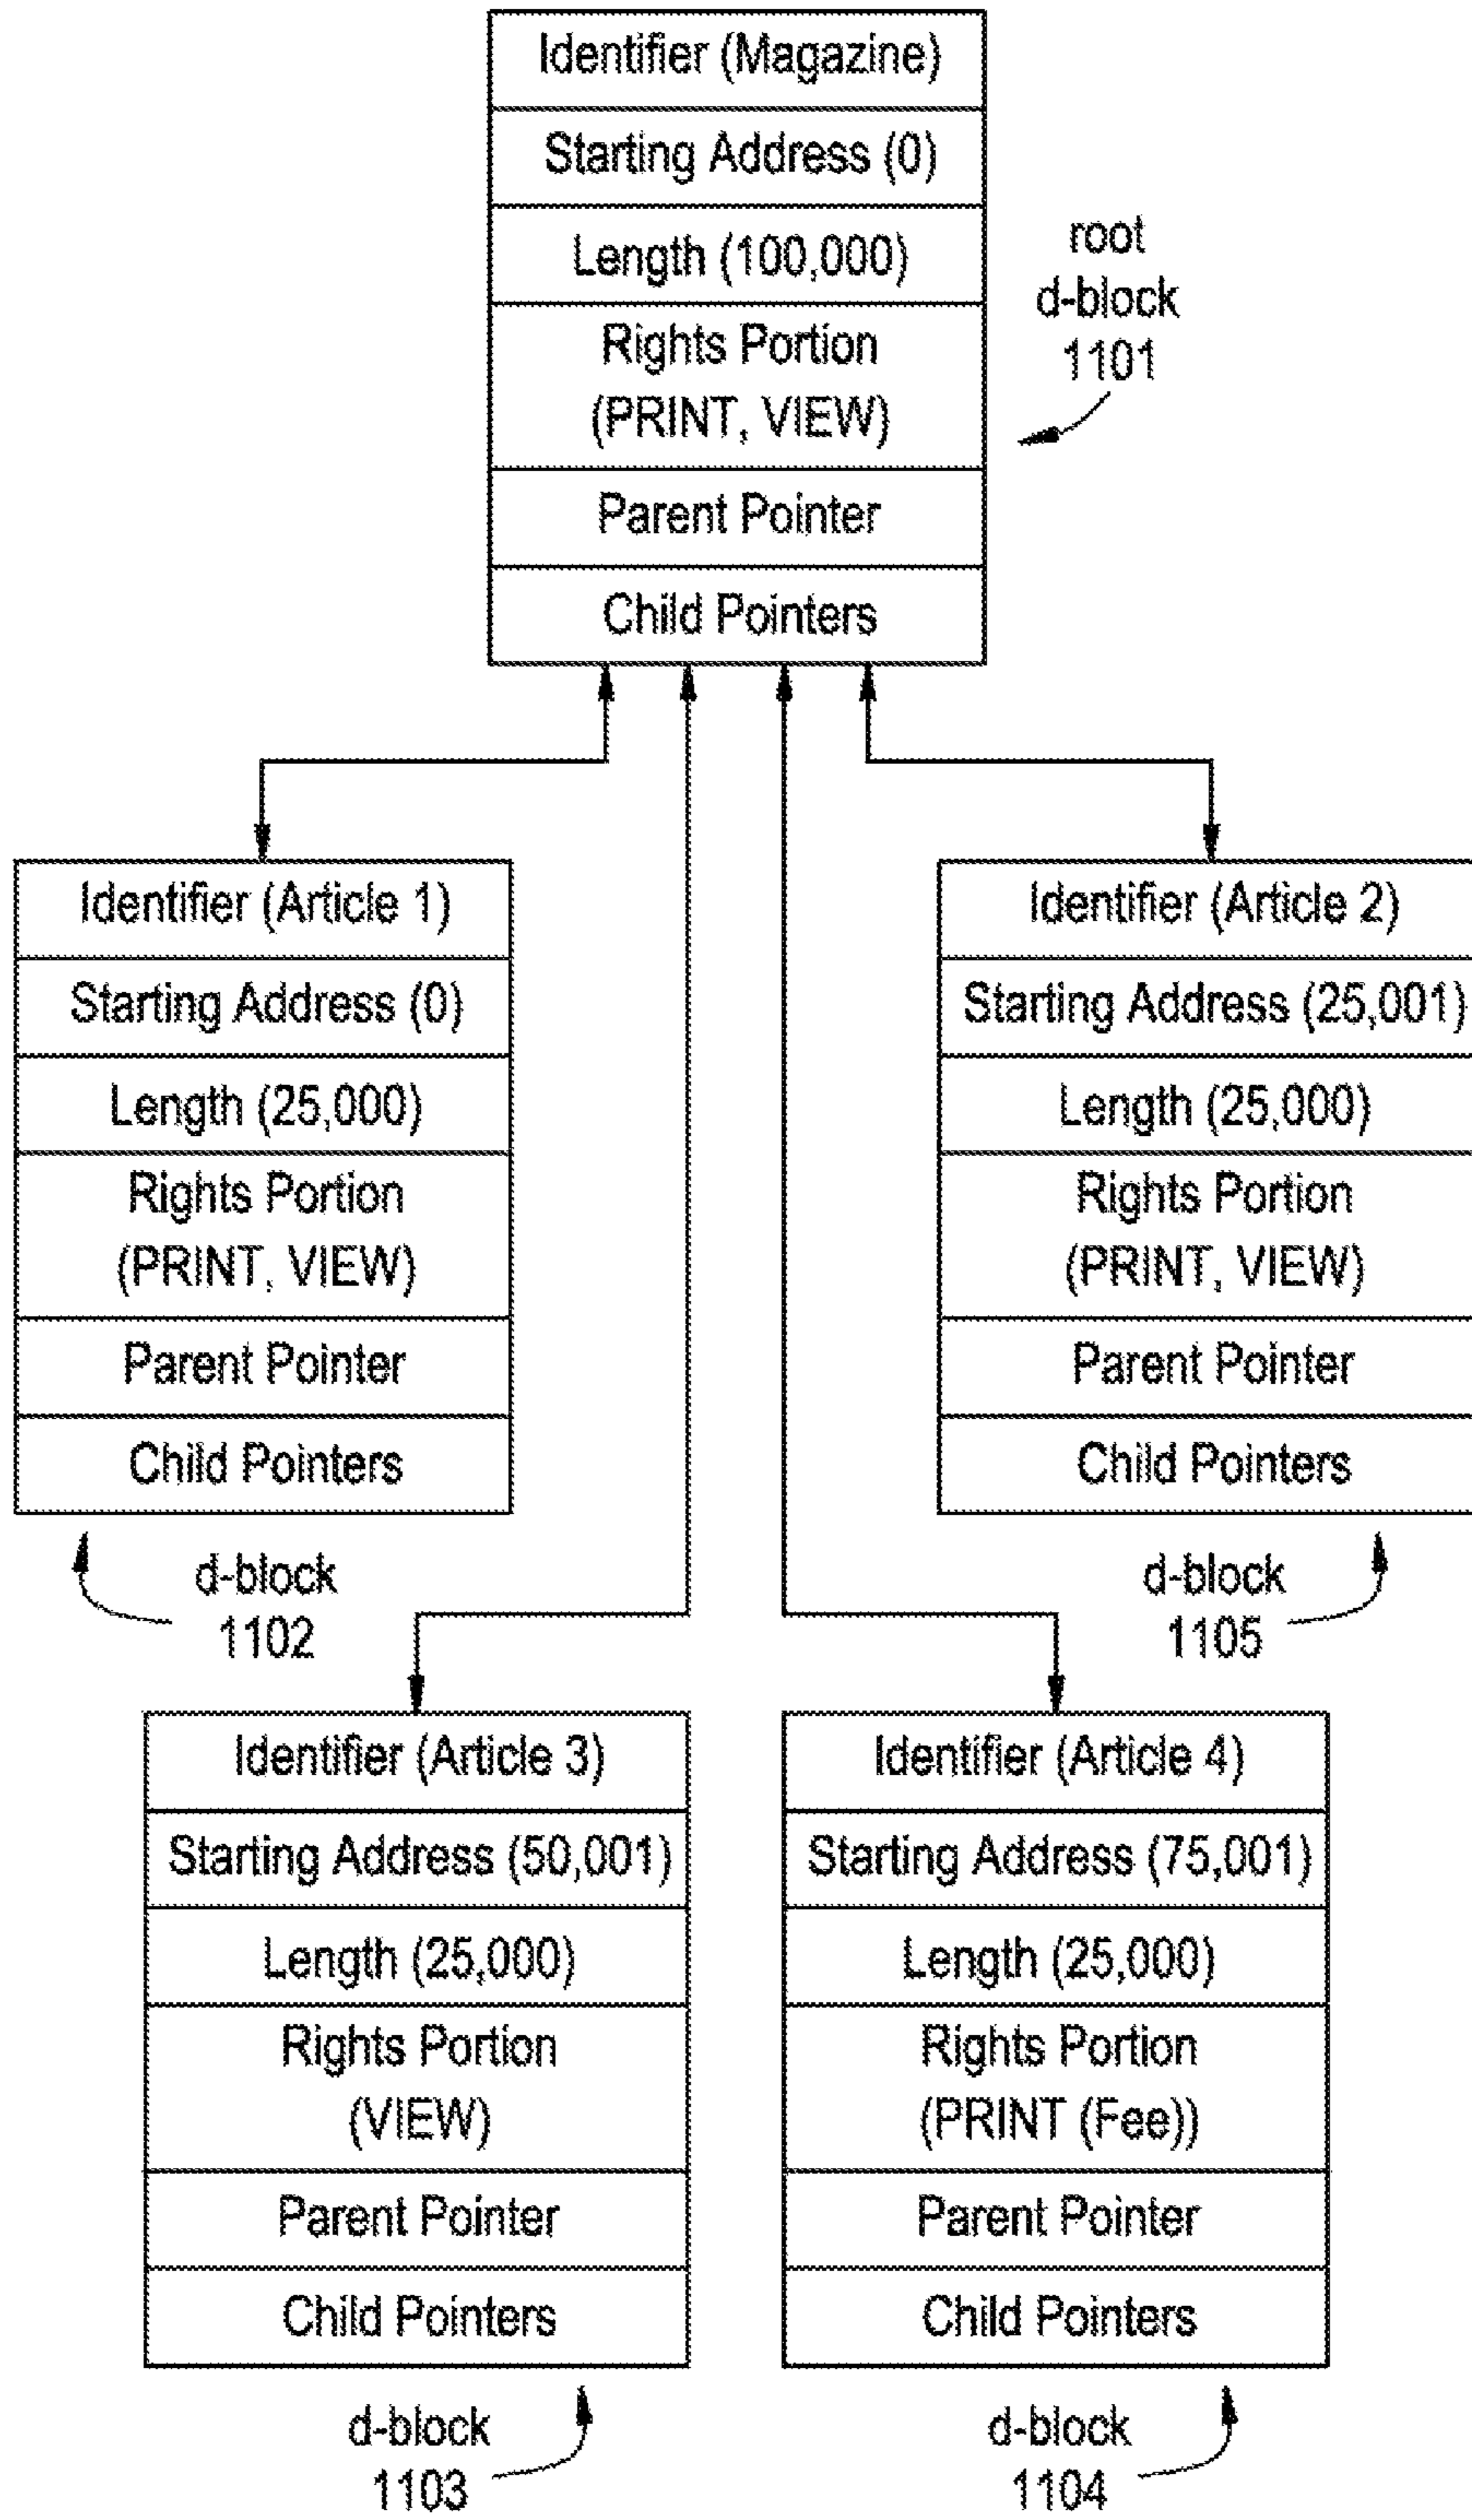 Identifier (Magazine)
Starting Address (0)
Length (100,000)
Rights Portion
(PRINT, VIEW)
Parent Pointer
Child Pointers
root
d-block
1101
Identifier (Article 1)
Starting Address (0)
Length (25,000)
Rights Portion
(PRINT, VIEW)
Parent Pointer
Child Pointers
d-block
1102
Identifier (Article 2)
Starting Address (25,001)
Length (25,000)
Rights Portion
(PRINT, VIEW)
Parent Pointer
Child Pointers
d-block
1105
Identifier (Article 3)
Starting Address (50,001)
Length (25,000)
Rights Portion
(VIEW)
Parent Pointer
Child Pointers
d-block
1103
Identifier (Article 4)
Starting Address (75,001)
Length (25,000)
Rights Portion
(PRINT (Fee))
Parent Pointer
Child Pointers
d-block
1104